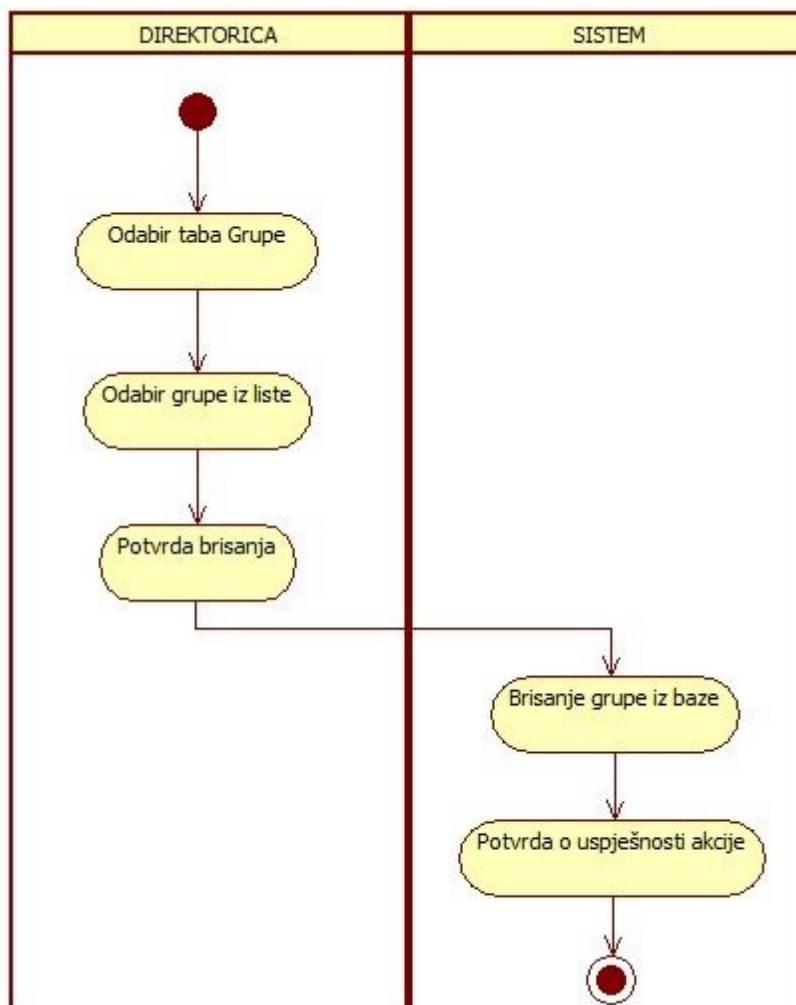 DIREKTORICA
SISTEM
Odabir taba Grupe
Odabir grupe iz liste
Potvrda brisanja
Brisanje grupe iz baze
Potvrda o uspješnosti akcije